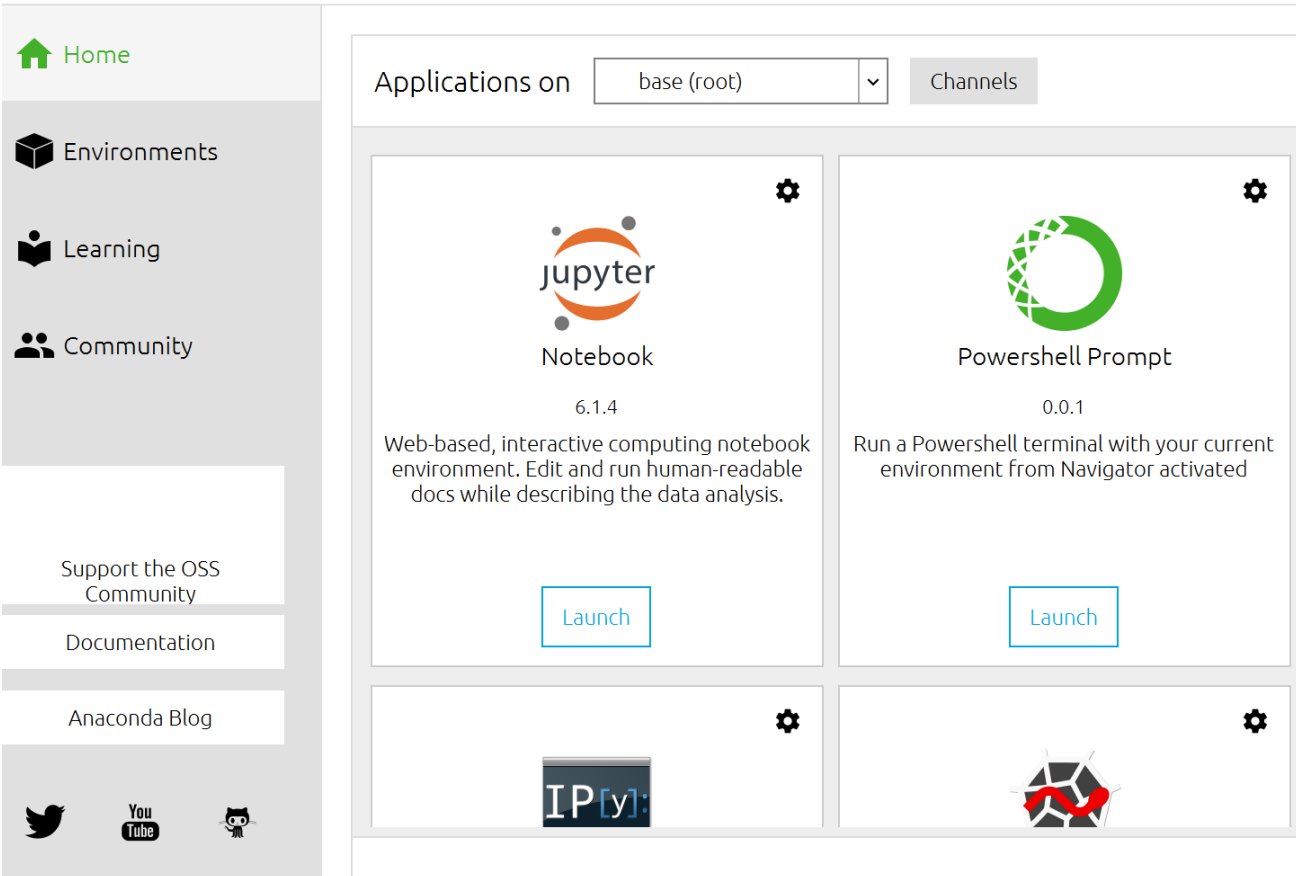 Home
Environments
Learning
Community
Support the OSS
Community
Documentation
Anaconda Blog
You
Tube
Applications on
base (root)
Channels
jupyter
Notebook
6.1.4
Web-based, interactive computing notebook
environment. Edit and run human-readable
docs while describing the data analysis.
Launch
Powershell Prompt
0.0.1
Run a Powershell terminal with your current
environment from Navigator activated
Launch
IP[y]: